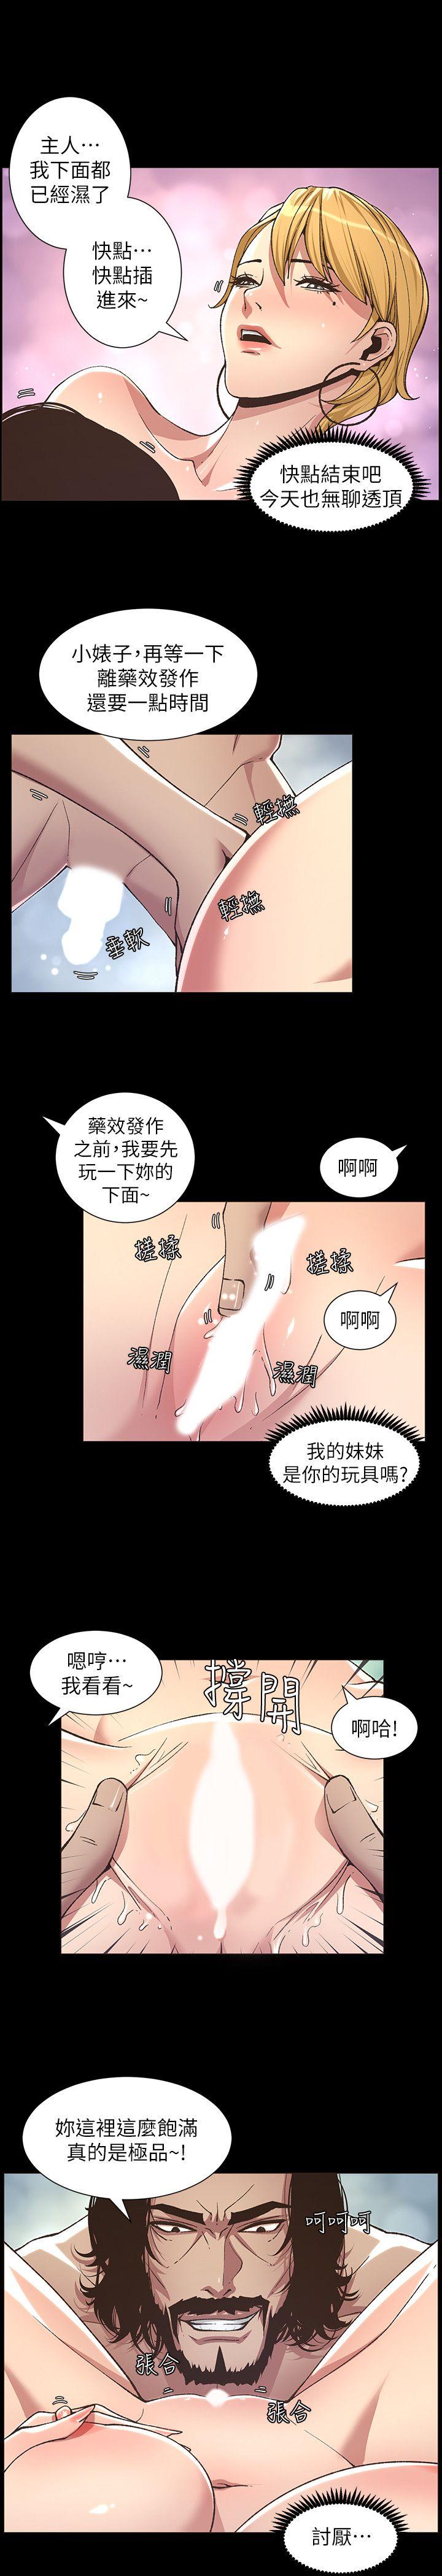 主人…
我下面都
已經濕了
快點…
快點插
進來~
快點結束吧
今天也無聊透頂
小婊子，再等一下
離藥效發作
還要一點時間
輕撫
輕撫
垂軟
藥效發作
之前，我要先
玩一下妳的
下面~
啊啊
搓揉
搓揉
啊啊
濕潤
濕潤
我的妹妹
是你的玩具嗎?
嗯哼…
我看看~
撐開
啊哈!
妳這裡這麼飽滿
真的是極品~!
呵呵呵
張合
張合
討厭…